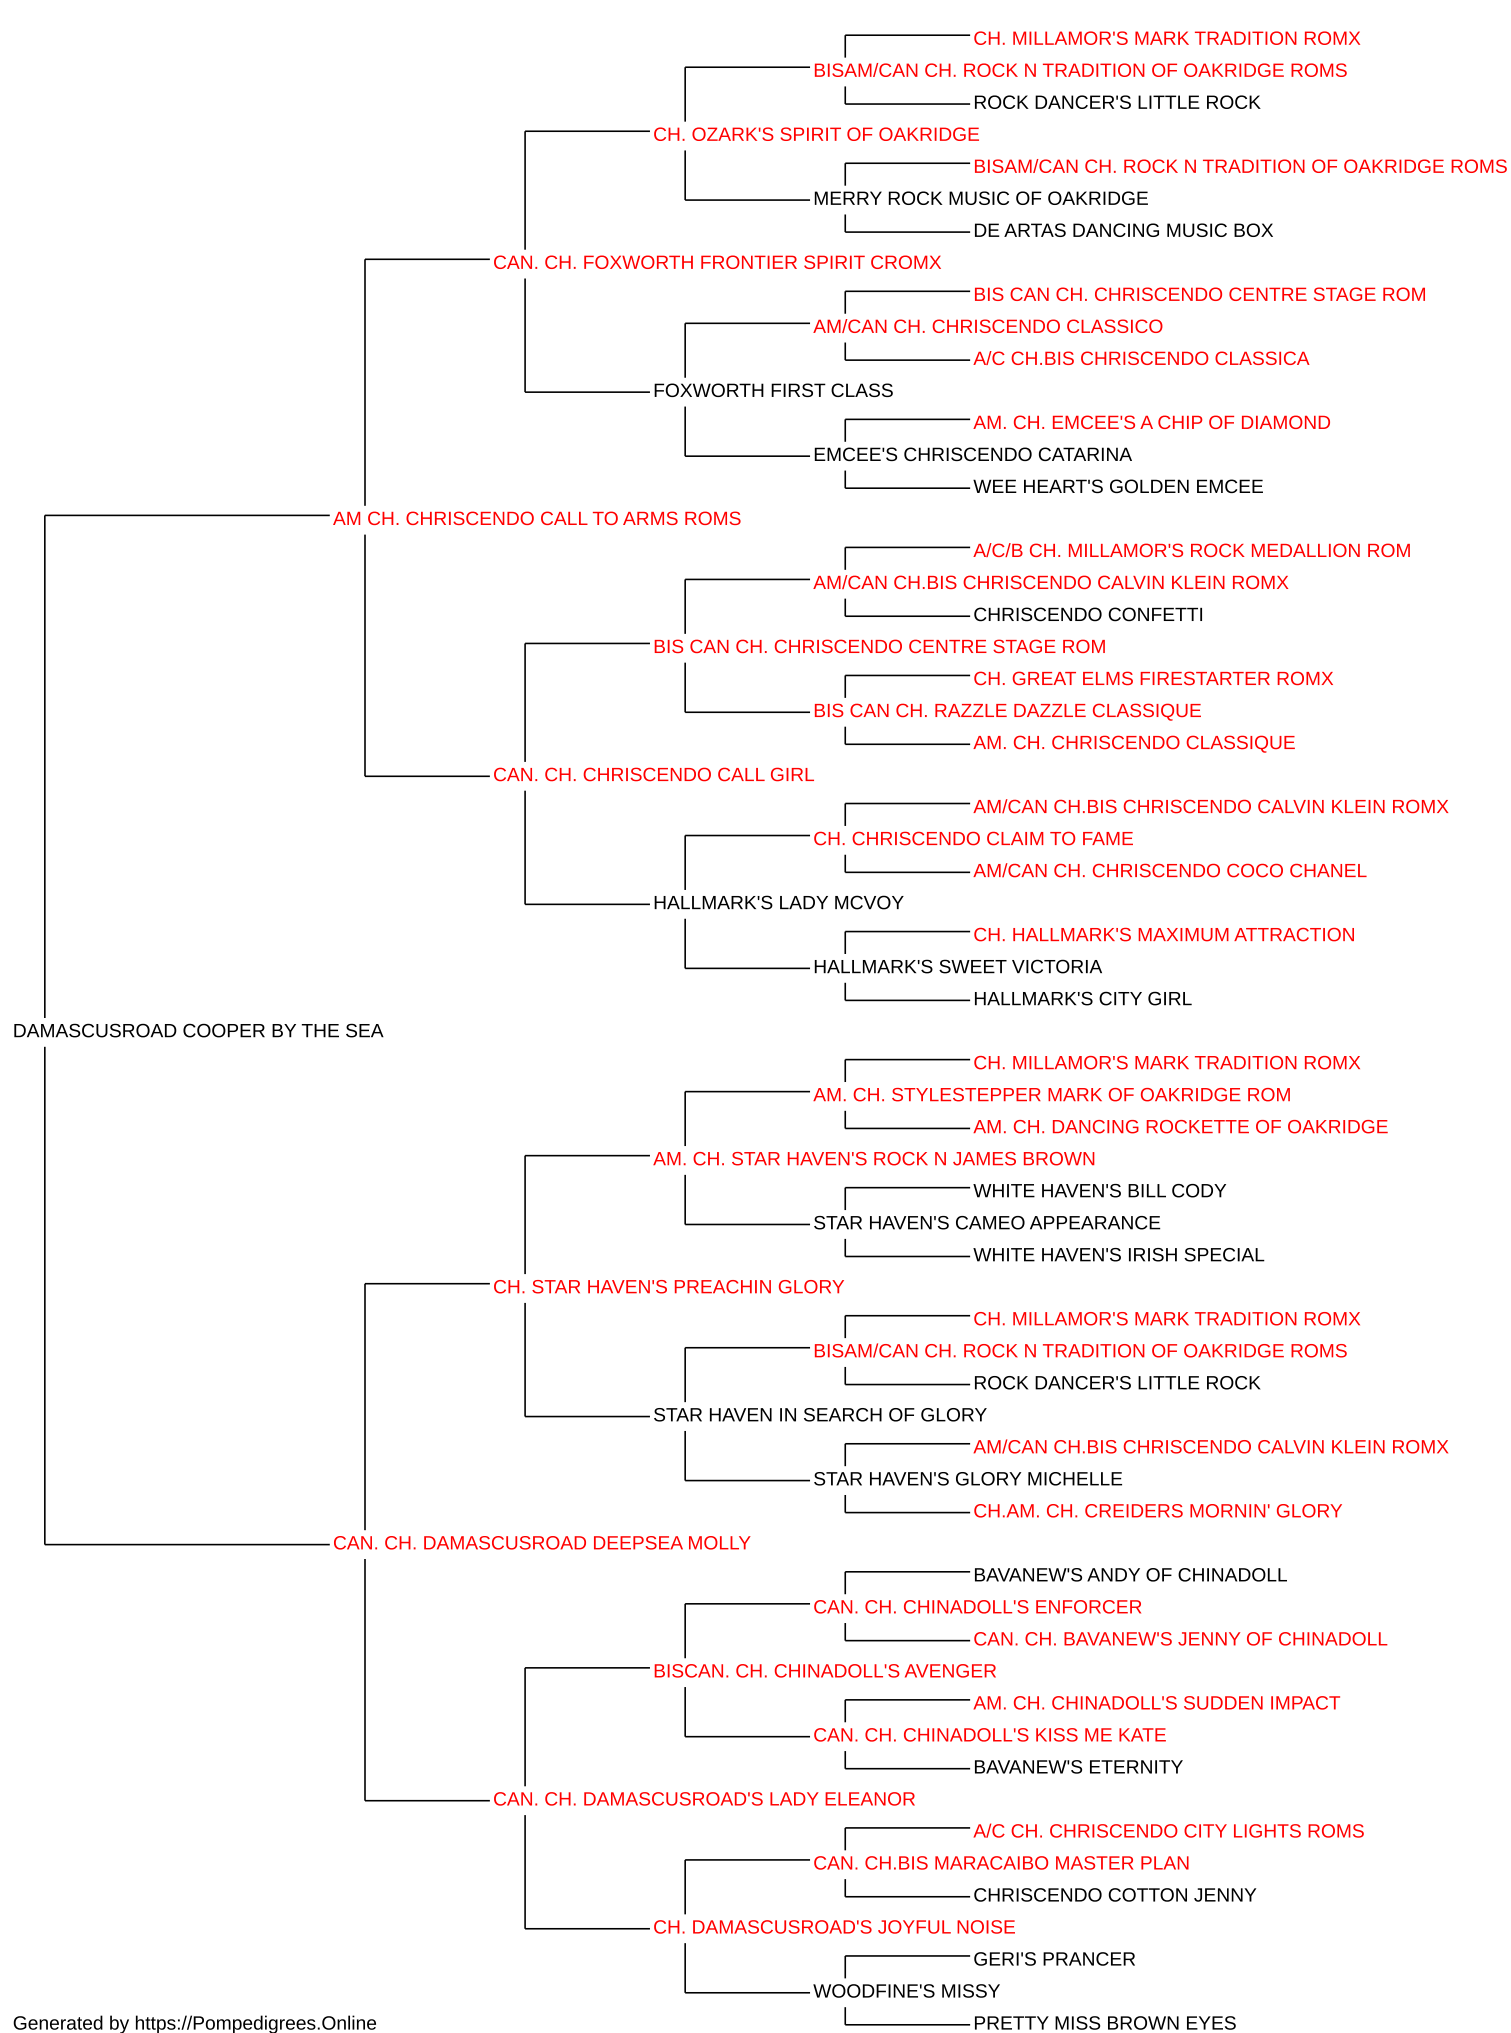 CH. MILLAMOR'S MARK TRADITION ROMX
BISAM/CAN CH. ROCK N TRADITION OF OAKRIDGE ROMS
ROCK DANCER'S LITTLE ROCK
CH. OZARK'S SPIRIT OF OAKRIDGE
BISAM/CAN CH. ROCK N TRADITION OF OAKRIDGE ROMS
MERRY ROCK MUSIC OF OAKRIDGE
DE ARTAS DANCING MUSIC BOX
CAN. CH. FOXWORTH FRONTIER SPIRIT CROMX
BIS CAN CH. CHRISCENDO CENTRE STAGE ROM
AM/CAN CH. CHRISCENDO CLASSICO
A/C CH.BIS CHRISCENDO CLASSICA
FOXWORTH FIRST CLASS
AM. CH. EMCEE'S A CHIP OF DIAMOND
EMCEE'S CHRISCENDO CATARINA
WEE HEART'S GOLDEN EMCEE
AM CH. CHRISCENDO CALL TO ARMS ROMS
A/C/B CH. MILLAMOR'S ROCK MEDALLION ROM
AM/CAN CH.BIS CHRISCENDO CALVIN KLEIN ROMX
CHRISCENDO CONFETTI
BIS CAN CH. CHRISCENDO CENTRE STAGE ROM
CH. GREAT ELMS FIRESTARTER ROMX
BIS CAN CH. RAZZLE DAZZLE CLASSIQUE
AM. CH. CHRISCENDO CLASSIQUE
CAN. CH. CHRISCENDO CALL GIRL
AM/CAN CH.BIS CHRISCENDO CALVIN KLEIN ROMX
CH. CHRISCENDO CLAIM TO FAME
AM/CAN CH. CHRISCENDO COCO CHANEL
HALLMARK'S LADY MCVOY
CH. HALLMARK'S MAXIMUM ATTRACTION
HALLMARK'S SWEET VICTORIA
HALLMARK'S CITY GIRL
DAMASCUSROAD COOPER BY THE SEA
CH. MILLAMOR'S MARK TRADITION ROMX
AM. CH. STYLESTEPPER MARK OF OAKRIDGE ROM
AM. CH. DANCING ROCKETTE OF OAKRIDGE
AM. CH. STAR HAVEN'S ROCK N JAMES BROWN
WHITE HAVEN'S BILL CODY
STAR HAVEN'S CAMEO APPEARANCE
WHITE HAVEN'S IRISH SPECIAL
CH. STAR HAVEN'S PREACHIN GLORY
CH. MILLAMOR'S MARK TRADITION ROMX
BISAM/CAN CH. ROCK N TRADITION OF OAKRIDGE ROMS
ROCK DANCER'S LITTLE ROCK
STAR HAVEN IN SEARCH OF GLORY
AM/CAN CH.BIS CHRISCENDO CALVIN KLEIN ROMX
STAR HAVEN'S GLORY MICHELLE
CH.AM. CH. CREIDERS MORNIN' GLORY
CAN. CH. DAMASCUSROAD DEEPSEA MOLLY
BAVANEW'S ANDY OF CHINADOLL
CAN. CH. CHINADOLL'S ENFORCER
CAN. CH. BAVANEW'S JENNY OF CHINADOLL
BISCAN. CH. CHINADOLL'S AVENGER
AM. CH. CHINADOLL'S SUDDEN IMPACT
CAN. CH. CHINADOLL'S KISS ME KATE
BAVANEW'S ETERNITY
CAN. CH. DAMASCUSROAD'S LADY ELEANOR
A/C CH. CHRISCENDO CITY LIGHTS ROMS
CAN. CH.BIS MARACAIBO MASTER PLAN
CHRISCENDO COTTON JENNY
CH. DAMASCUSROAD'S JOYFUL NOISE
GERI'S PRANCER
WOODFINE'S MISSY
PRETTY MISS BROWN EYES
Generated by https://Pompedigrees.Online